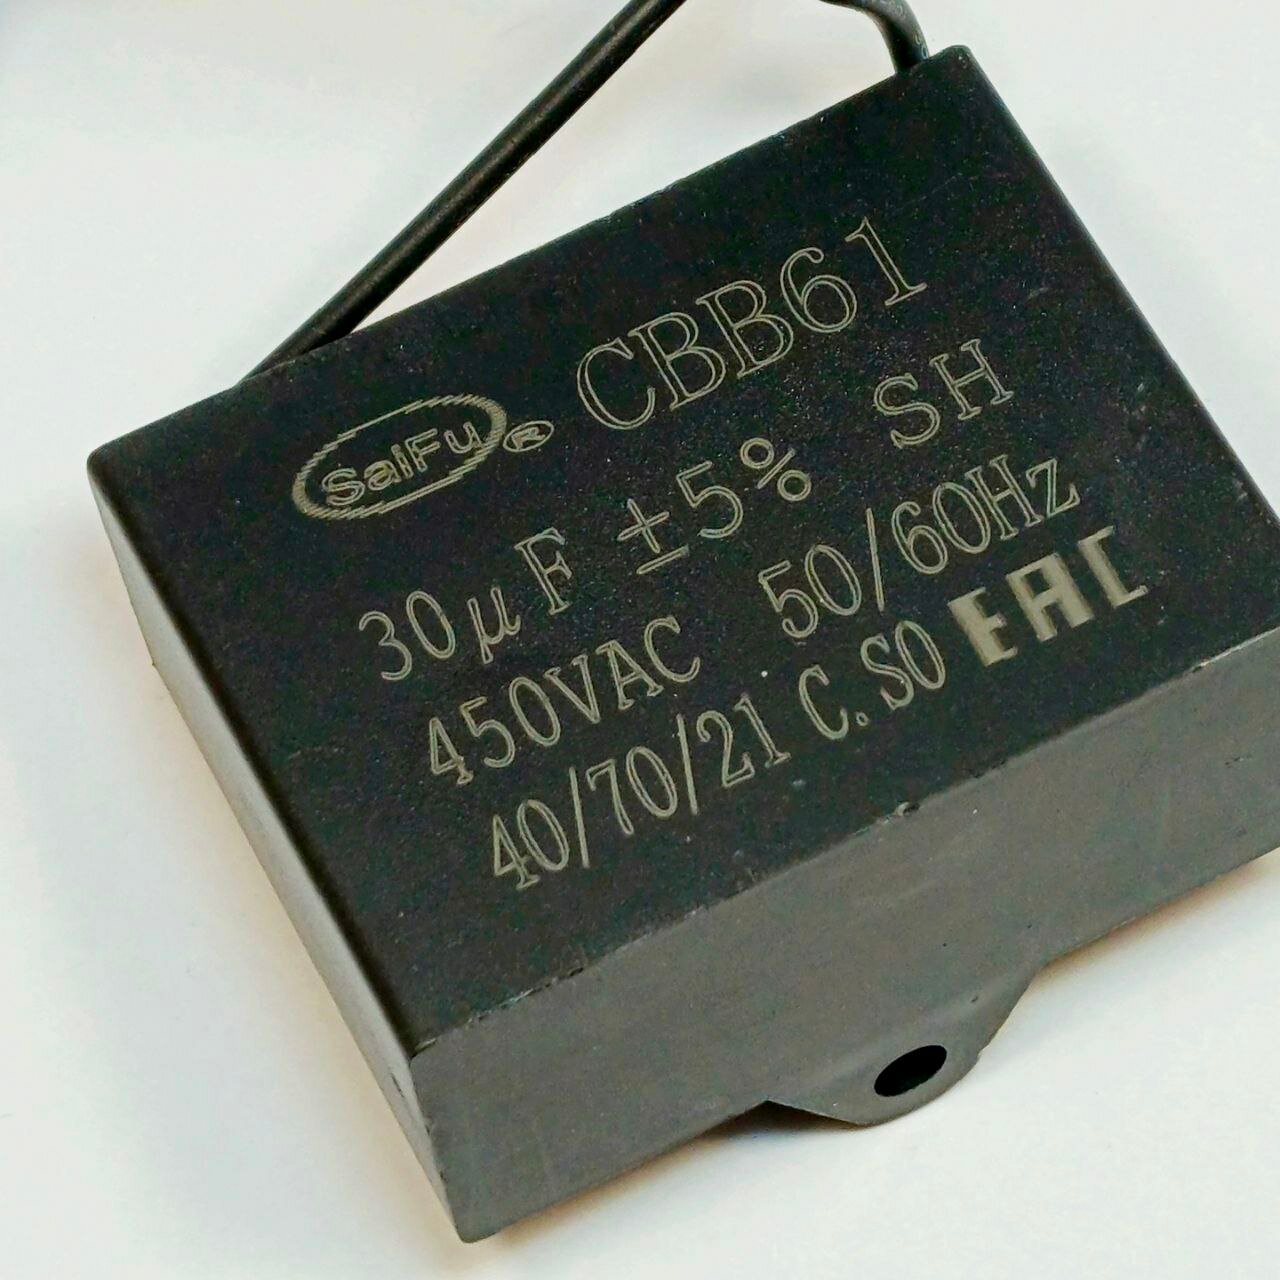 SaiFu ® CBB61
30μF ±5% SH
450VAC 50/60Hz
40/70/21 C.S0 EAC